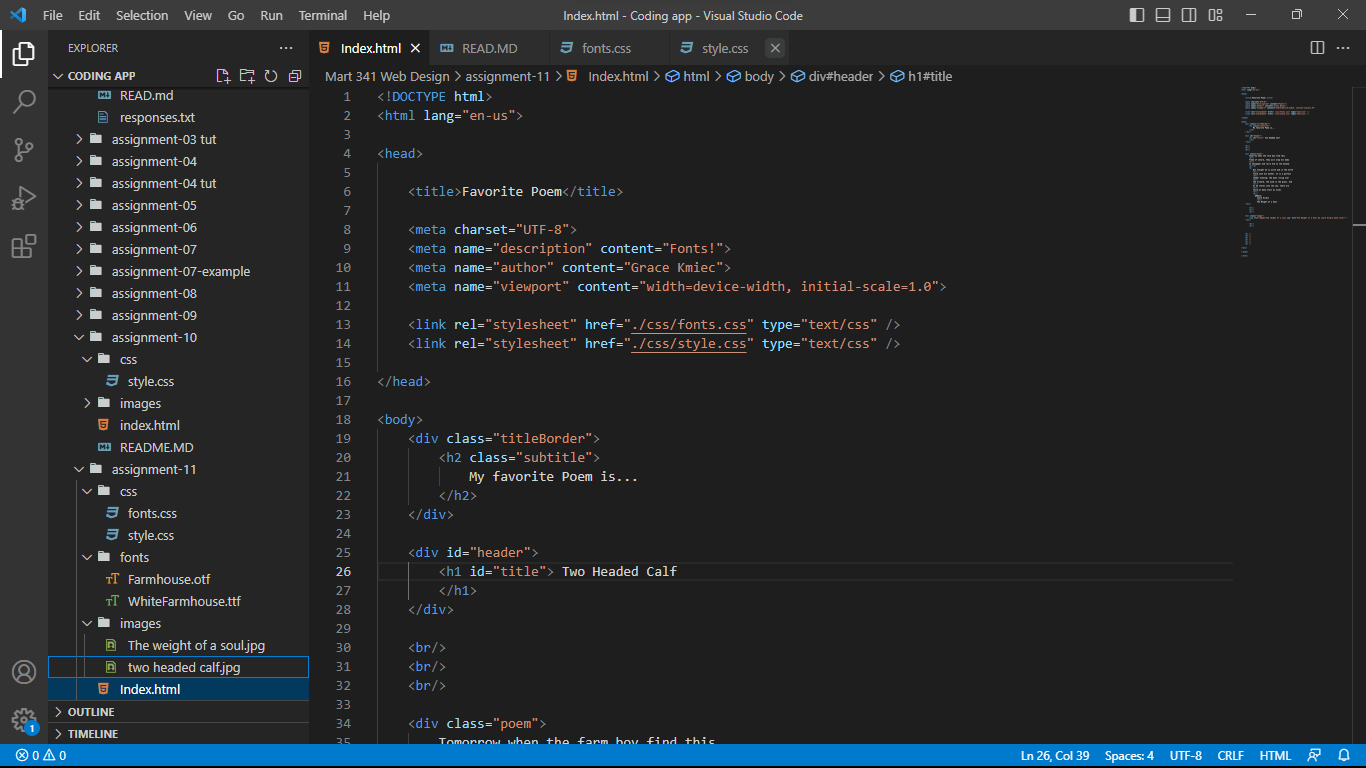 File Edit Selection View Go Run Terminal Help
Index.html - Coding app - Visual Studio Code
EXPLORER
CODING APP
READ.md
responses.txt
assignment-03 tut
assignment-04
assignment-04 tut
assignment-05
assignment-06
assignment-07
assignment-07-example
assignment-08
assignment-09
assignment-10
css
style.css
images
index.html
README.MD
assignment-11
css
fonts.css
style.css
fonts
Farmhouse.otf
WhiteFarmhouse.ttf
images
The weight of a soul.jpg
two headed calf.jpg
Index.html
OUTLINE
TIMELINE
1
Index.html READ.MD fonts.css style.css
Mart 341 Web Design > assignment-11 > Index.html > html > body > div#header > h1#title
1 <!DOCTYPE html>
2 <html lang="en-us">
3
4 <head>
5
6 <title>Favorite Poem</title>
7
8 <meta charset="UTF-8">
9 <meta name="description" content="Fonts!">
10 <meta name="author" content="Grace Kmiec">
11 <meta name="viewport" content="width=device-width, initial-scale=1.0">
12
13 <link rel="stylesheet" href="./css/fonts.css" type="text/css" />
14 <link rel="stylesheet" href="./css/style.css" type="text/css" />
15
16 </head>
17
18 <body>
19 <div class="titleBorder">
20 <h2 class="subtitle">
21 My favorite Poem is...
22 </h2>
23 </div>
24
25 <div id="header">
26 <h1 id="title"> Two Headed Calf
27 </h1>
28 </div>
29
30 <br/>
31 <br/>
32 <br/>
33
34 <div class="poem">
35 Tomorrow when the farm boy find this
0 0 Ln 26, Col 39 Spaces: 4 UTF-8 CRLF HTML